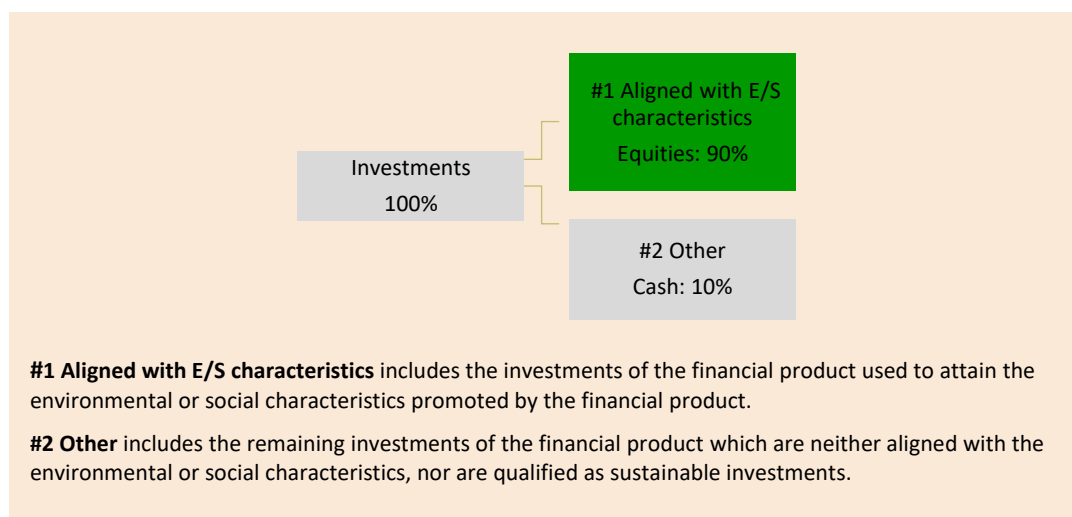 #1 Aligned with E/S
characteristics
Equities: 90%
Investments
100%
#2 Other
Cash: 10%
#1 Aligned with E/S characteristics includes the investments of the financial product used to attain the
environmental or social characteristics promoted by the financial product.
#2 Other includes the remaining investments of the financial product which are neither aligned with the
environmental or social characteristics, nor are qualified as sustainable investments.